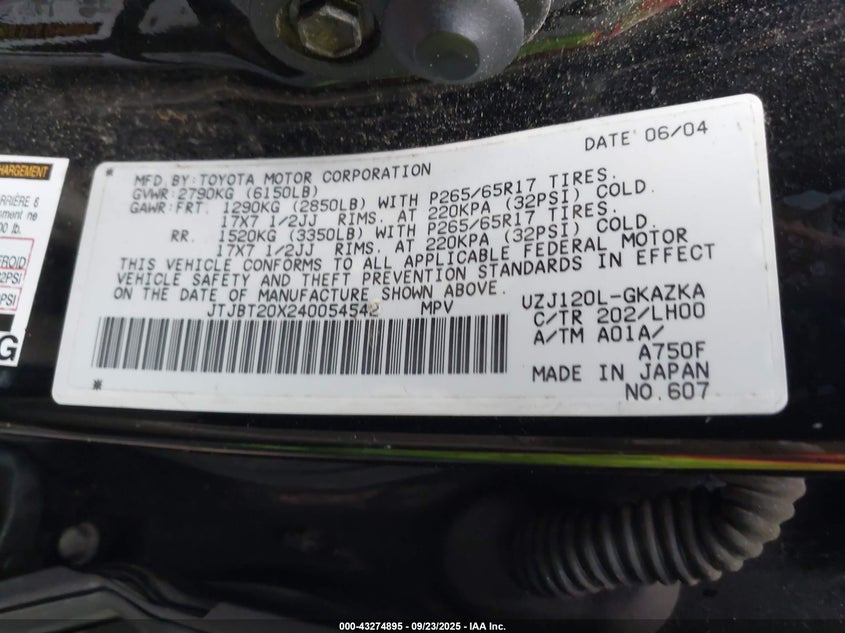 DATE 06/04
MFD BY:TOYOTA MOTOR CORPORATION
GVWR:2790KG (6150LB)
GAWR:FRT. 1290KG (2850LB) WITH P265/65R17 TIRES.
17X7 1/2JJ RIMS. AT 220KPA (32PSI) COLD.
RR. 1520KG (3350LB) WITH P265/65R17 TIRES.
17X7 1/2JJ RIMS. AT 220KPA (32PSI) COLD.
THIS VEHICLE CONFORMS TO ALL APPLICABLE FEDERAL MOTOR
VEHICLE SAFETY AND THEFT PREVENTION STANDARDS IN EFFECT
ON THE DATE OF MANUFACTURE SHOWN ABOVE.
JTJBT20X240054542 MPV
UZJ120L-GKAZKA
C/TR 202/LH00
A/TM A01A/
A750F
MADE IN JAPAN
NO.607
lb.
PSI
G
000-43274895 - 09/23/2025 - IAA Inc.